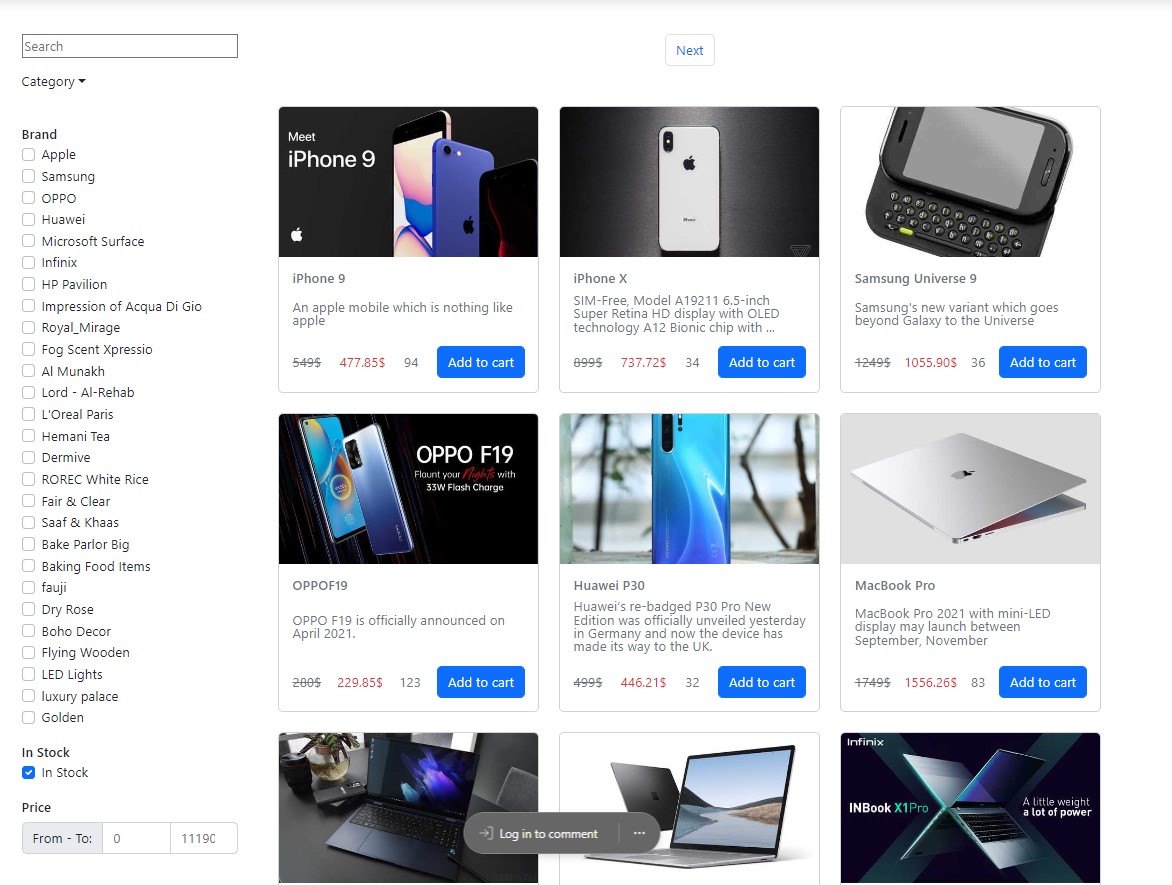 Search
Next
Category
Brand
Apple
Samsung
OPPO
Huawei
Microsoft Surface
Infinix
HP Pavilion
Impression of Acqua Di Gio
Royal_Mirage
Fog Scent Xpressio
Al Munakh
Lord - Al-Rehab
L'Oreal Paris
Hemani Tea
Dermive
ROREC White Rice
Fair & Clear
Saaf & Khaas
Bake Parlor Big
Baking Food Items
fauji
Dry Rose
Boho Decor
Flying Wooden
LED Lights
luxury palace
Golden
In Stock
In Stock
Price
From - To:
0
11190
Meet
iPhone 9
iPhone 9
An apple mobile which is nothing like
apple
549$ 477.85$ 94 Add to cart
iPhone
iPhone X
SIM-Free, Model A19211 6.5-inch
Super Retina HD display with OLED
technology A12 Bionic chip with ...
899$ 737.72$ 34 Add to cart
Samsung Universe 9
Samsung's new variant which goes
beyond Galaxy to the Universe
1249$ 1055.90$ 36 Add to cart
OPPO F19
Flaunt your Nights with
33W Flash Charge
OPPOF19
OPPO F19 is officially announced on
April 2021.
280$ 229.85$ 123 Add to cart
Huawei P30
Huawei’s re-badged P30 Pro New
Edition was officially unveiled yesterday
in Germany and now the device has
made its way to the UK.
499$ 446.21$ 32 Add to cart
MacBook Pro
MacBook Pro 2021 with mini-LED
display may launch between
September, November
1749$ 1556.26$ 83 Add to cart
Infinix
INBook X1Pro
A little weight
a lot of power
Log in to comment